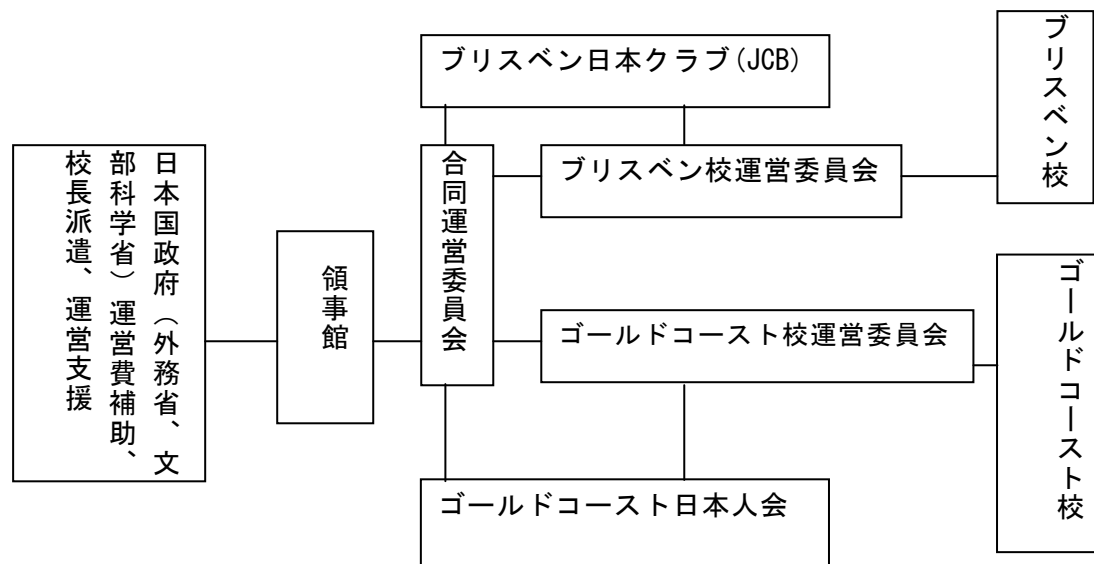 ブリスベン日本クラブ(JCB)
ブリスベン校
日本国政府（外務省、文
部科学省）運営費補助、
校長派遣、運営支援
領事館
合同運営委員会
ブリスベン校運営委員会
ゴールドコースト校運営委員会
ゴールドコースト校
ゴールドコースト日本人会